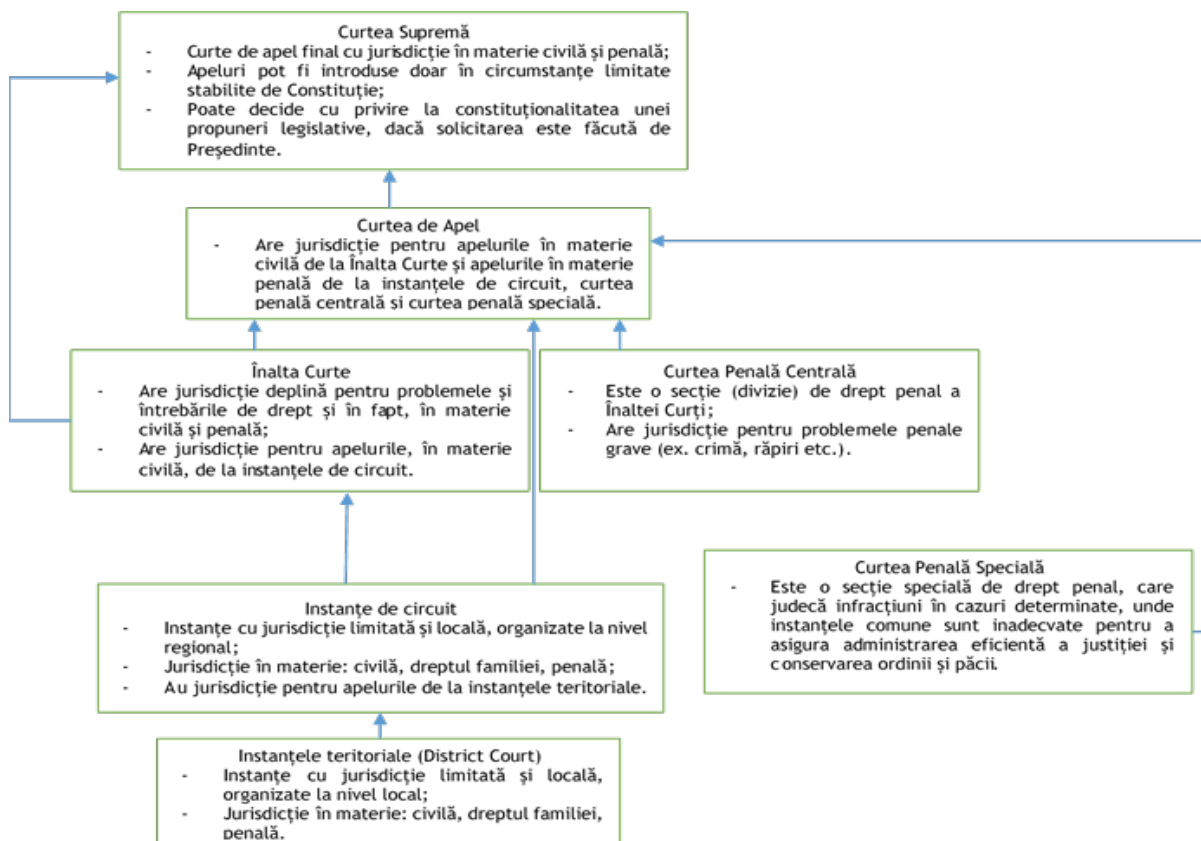 Curtea Supremă
- Curte de apel final cu jurisdicție în materie civilă și penală;
- Apeluri pot fi introduse doar în circumstanțe limitate
stabilite de Constituție;
- Poate decide cu privire la constituționalitatea unei
propuneri legislative, dacă solicitarea este făcută de
Președinte.
Curtea de Apel
- Are jurisdicție pentru apelurile în materie
civilă de la Înalta Curte și apelurile în materie
penală de la instanțele de circuit, curtea
penală centrală și curtea penală specială.
Înalta Curte
- Are jurisdicție deplină pentru problemele și
întrebările de drept și în fapt, în materie
civilă și penală;
- Are jurisdicție pentru apelurile, în materie
civilă, de la instanțele de circuit.
Curtea Penală Centrală
- Este o secție (divizie) de drept penal a
Înaltei Curți;
- Are jurisdicție pentru problemele penale
grave (ex. crimă, răpiri etc.).
Curtea Penală Specială
- Este o secție specială de drept penal, care
judecă infracțiuni în cazuri determinate, unde
instanțele comune sunt inadecvate pentru a
asigura administrarea eficientă a justiției și
conservarea ordinii și păcii.
Instanțe de circuit
- Instanțe cu jurisdicție limitată și locală, organizate la nivel
regional;
- Jurisdicție în materie: civilă, dreptul familiei, penală;
- Au jurisdicție pentru apelurile de la instanțele teritoriale.
Instanțele teritoriale (District Court)
- Instanțe cu jurisdicție limitată și locală,
organizate la nivel local;
- Jurisdicție în materie: civilă, dreptul familiei,
penală.